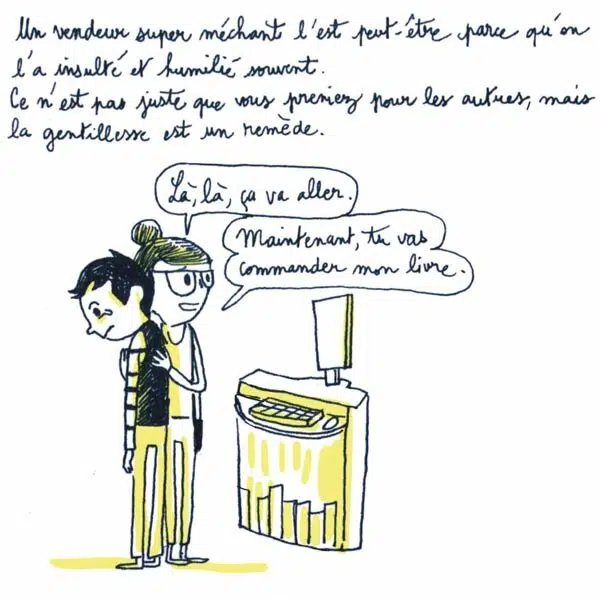 Un vendeur super méchant l'est peut-être parce qu'on
l'a insulté et humilié souvent.
Ce n'est pas juste que vous preniez pour les autres, mais
la gentillesse est un remède.
Là, là, ça va aller.
Maintenant, tu vas
commander mon livre.